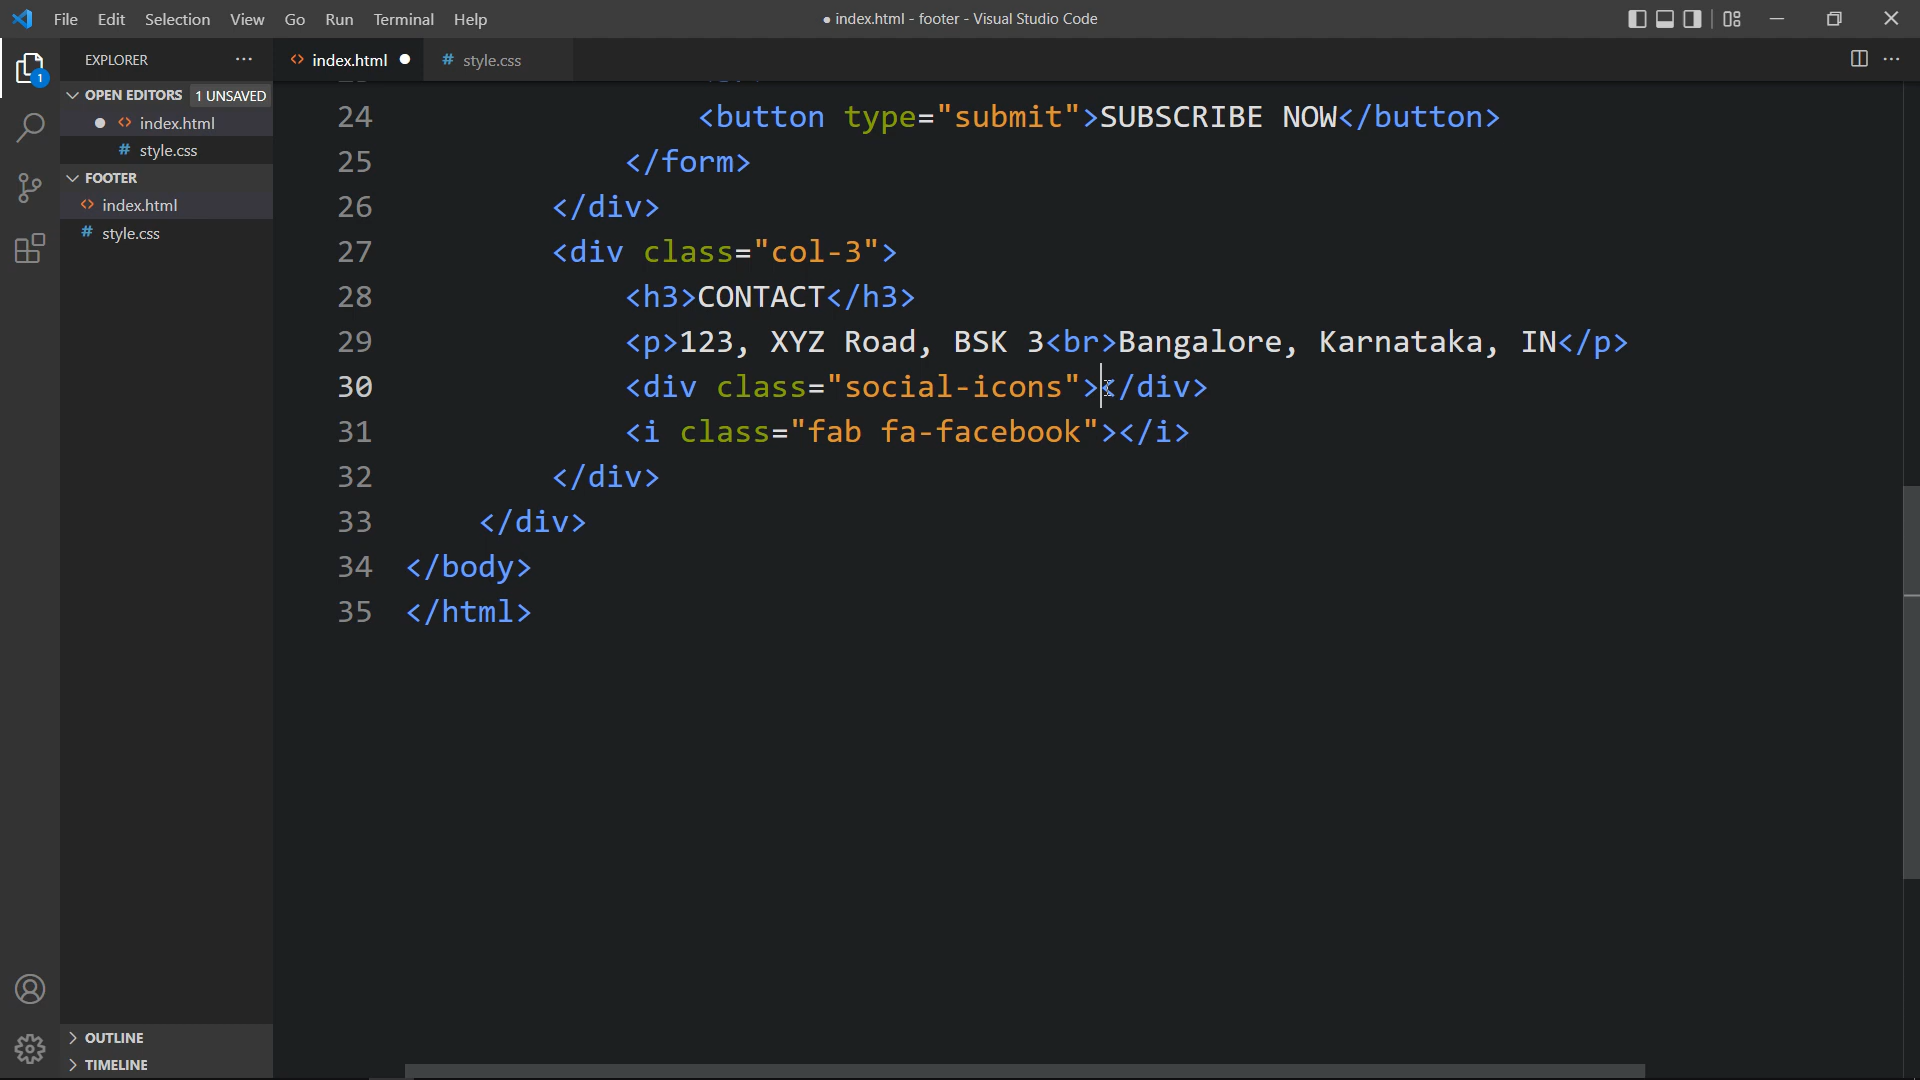 File Edit Selection View Go Run Terminal Help
● index.html - footer - Visual Studio Code
EXPLORER ···
OPEN EDITORS 1 UNSAVED
● <> index.html
# style.css
FOOTER
<> index.html
# style.css
OUTLINE
TIMELINE
1
<> index.html ●
# style.css
24 <button type="submit">SUBSCRIBE NOW</button>
25 </form>
26 </div>
27 <div class="col-3">
28 <h3>CONTACT</h3>
29 <p>123, XYZ Road, BSK 3<br>Bangalore, Karnataka, IN</p>
30 <div class="social-icons"></div>
31 <i class="fab fa-facebook"></i>
32 </div>
33 </div>
34 </body>
35 </html>